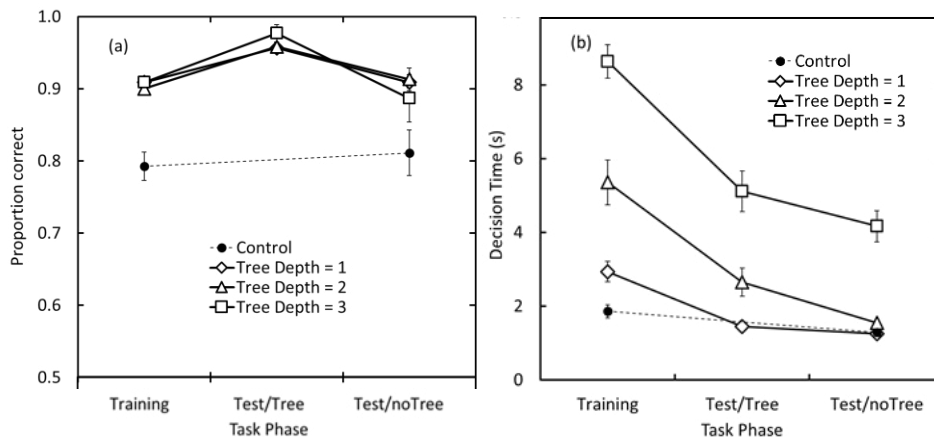 (a)
Proportion correct
1.0
0.9
0.8
0.7
0.6
0.5
Control
Tree Depth = 1
Tree Depth = 2
Tree Depth = 3
Training
Test/Tree
Test/noTree
Task Phase
(b)
Decision Time (s)
8
6
4
2
0
Control
Tree Depth = 1
Tree Depth = 2
Tree Depth = 3
Training
Test/Tree
Test/noTree
Task Phase